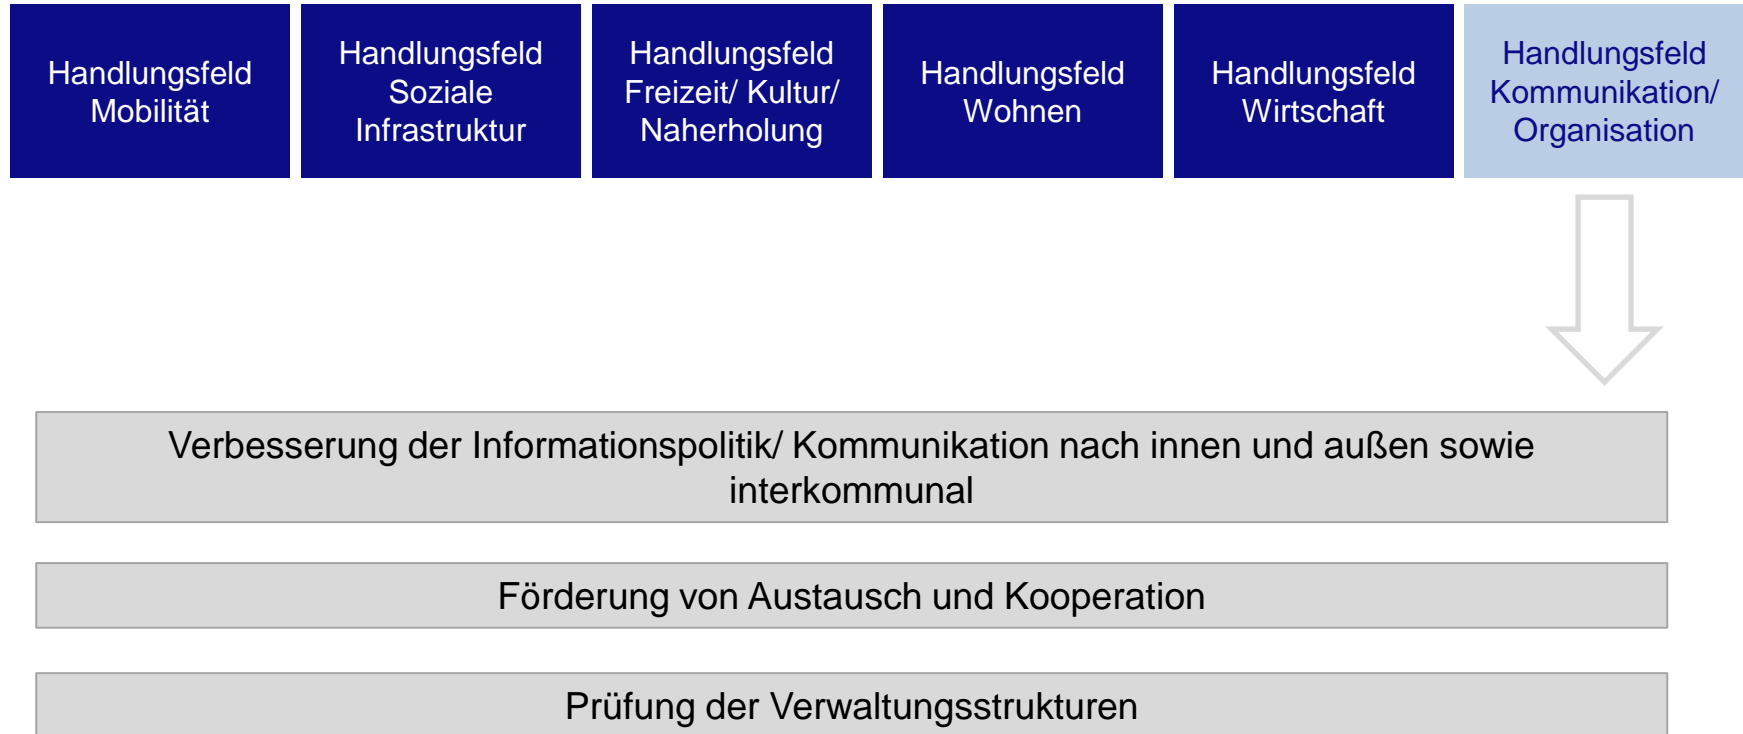 Handlungsfeld
Mobilität
Handlungsfeld
Soziale
Infrastruktur
Handlungsfeld
Freizeit/ Kultur/
Naherholung
Handlungsfeld
Wohnen
Handlungsfeld
Wirtschaft
Handlungsfeld
Kommunikation/
Organisation
Verbesserung der Informationspolitik/ Kommunikation nach innen und außen sowie
interkommunal
Förderung von Austausch und Kooperation
Prüfung der Verwaltungsstrukturen